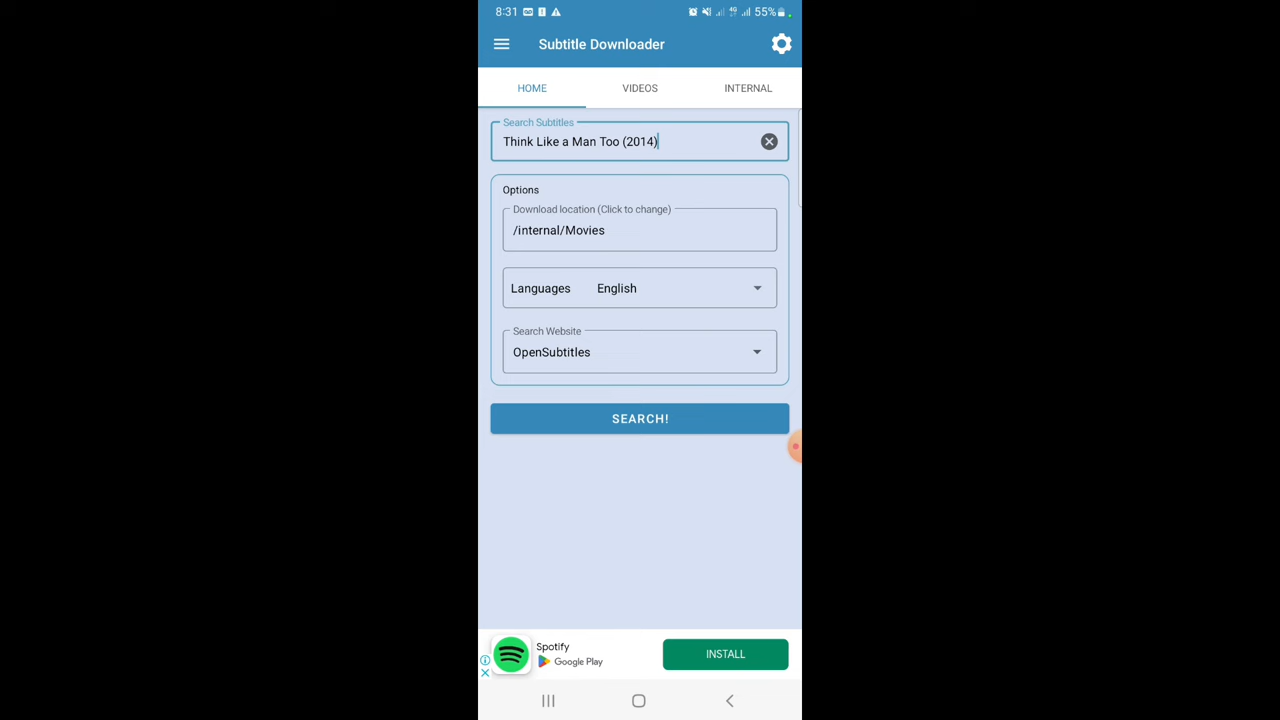 8:31 4G 55%
Subtitle Downloader
HOME VIDEOS INTERNAL
Search Subtitles
Think Like a Man Too (2014)
Options
Download location (Click to change)
/internal/Movies
Languages English
Search Website
OpenSubtitles
SEARCH!
Spotify
Google Play
INSTALL